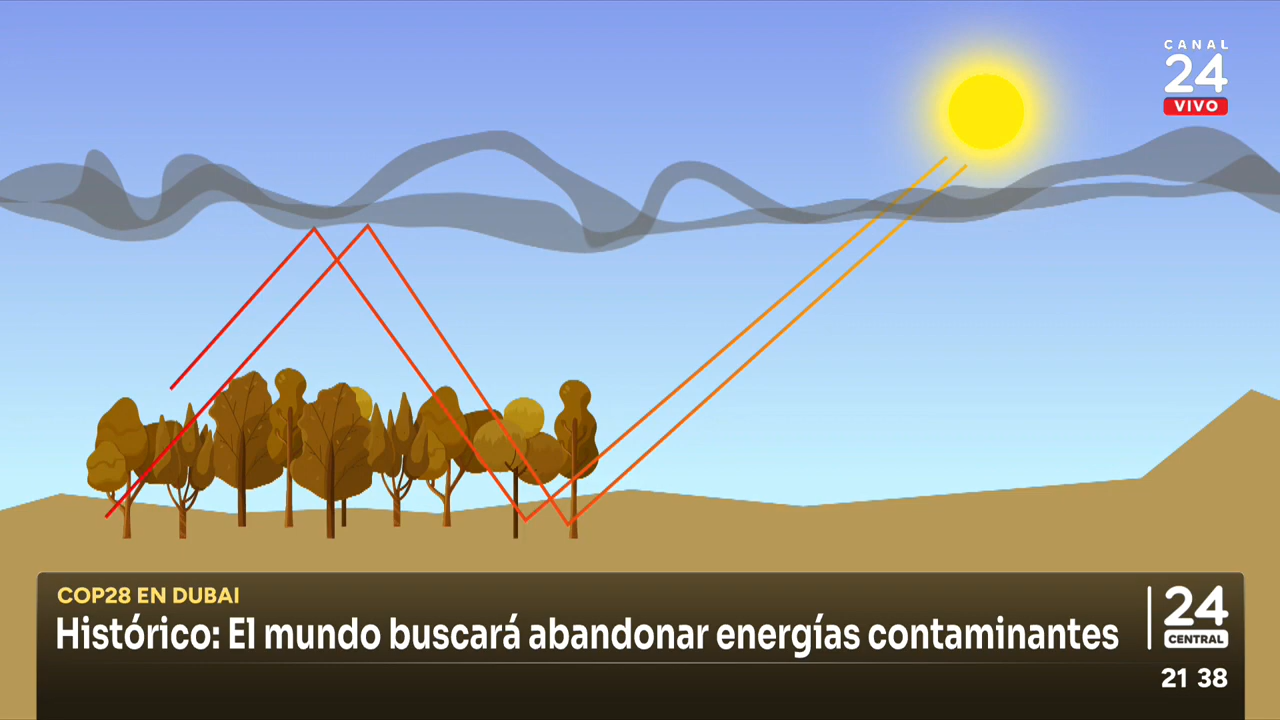 CANAL
24
VIVO
COP28 EN DUBAI
Histórico: El mundo buscará abandonar energías contaminantes
24
CENTRAL
21 38